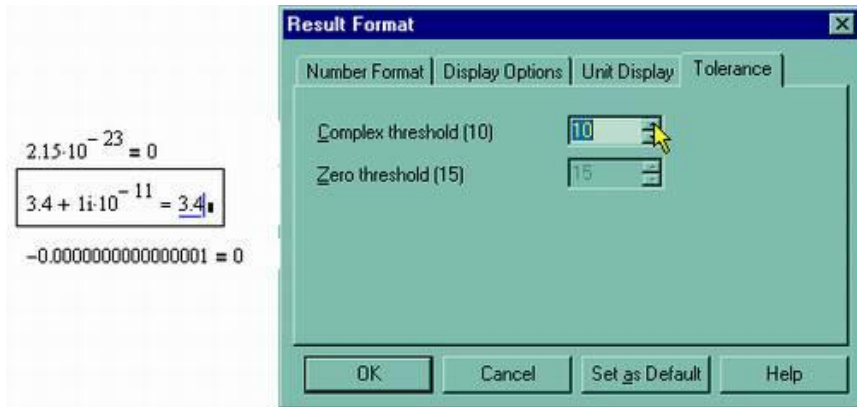 2.15·10⁻²³ = 0
3.4 + 1i·10⁻¹¹ = 3.4
-0.0000000000000001 = 0
Result Format
Number Format Display Options Unit Display Tolerance
Complex threshold (10) 10
Zero threshold (15) 15
OK Cancel Set as Default Help